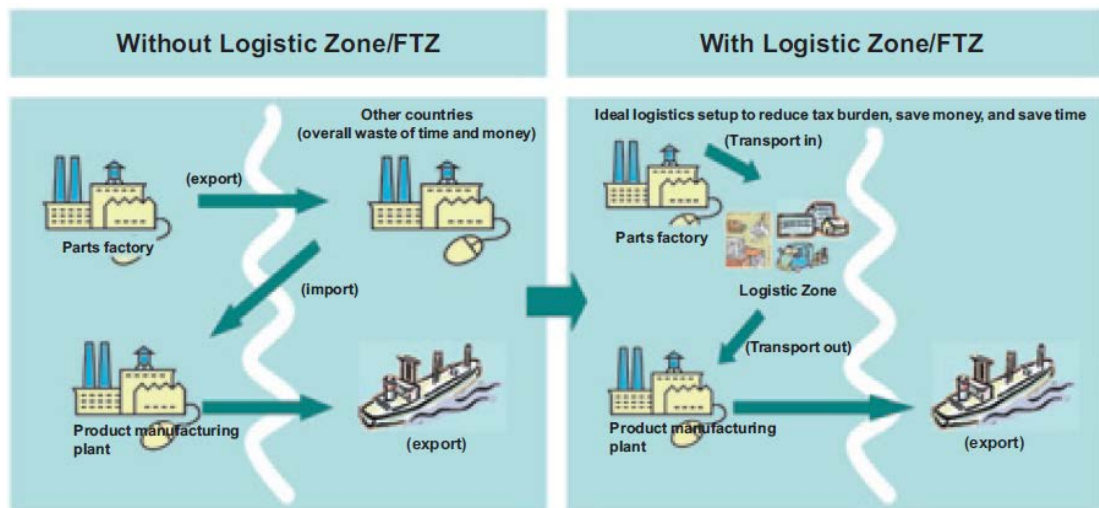 Without Logistic Zone/FTZ
Other countries
(overall waste of time and money)
(export)
Parts factory
(import)
Product manufacturing
plant
(export)
With Logistic Zone/FTZ
Ideal logistics setup to reduce tax burden, save money, and save time
(Transport in)
Parts factory
Logistic Zone
(Transport out)
Product manufacturing
plant
(export)